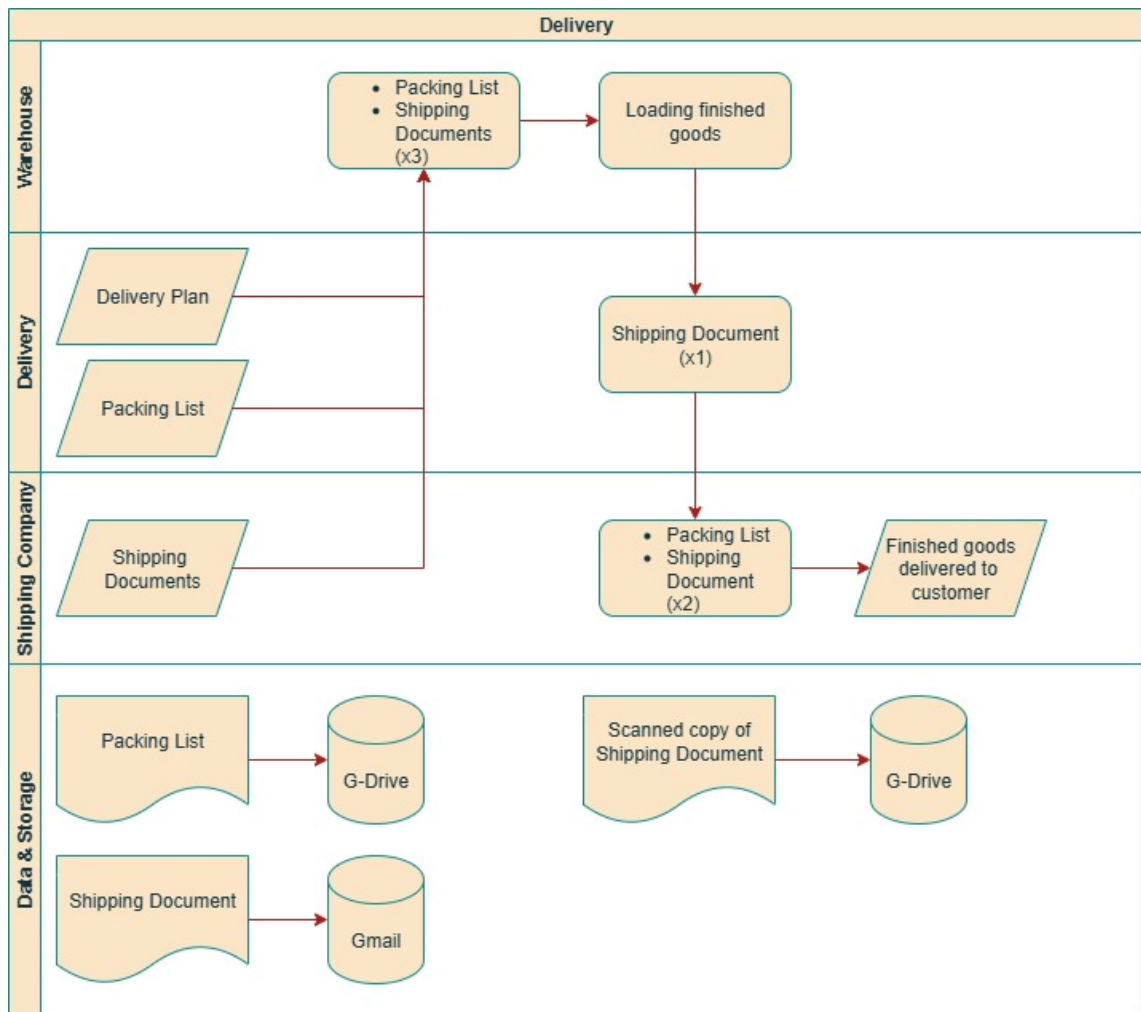 Delivery
Warehouse
• Packing List
• Shipping
Documents
(x3)
Loading finished
goods
Delivery
Delivery Plan
Packing List
Shipping Document
(x1)
Shipping Company
Shipping
Documents
• Packing List
• Shipping
Document
(x2)
Finished goods
delivered to
customer
Data & Storage
Packing List
G-Drive
Scanned copy of
Shipping Document
G-Drive
Shipping Document
Gmail